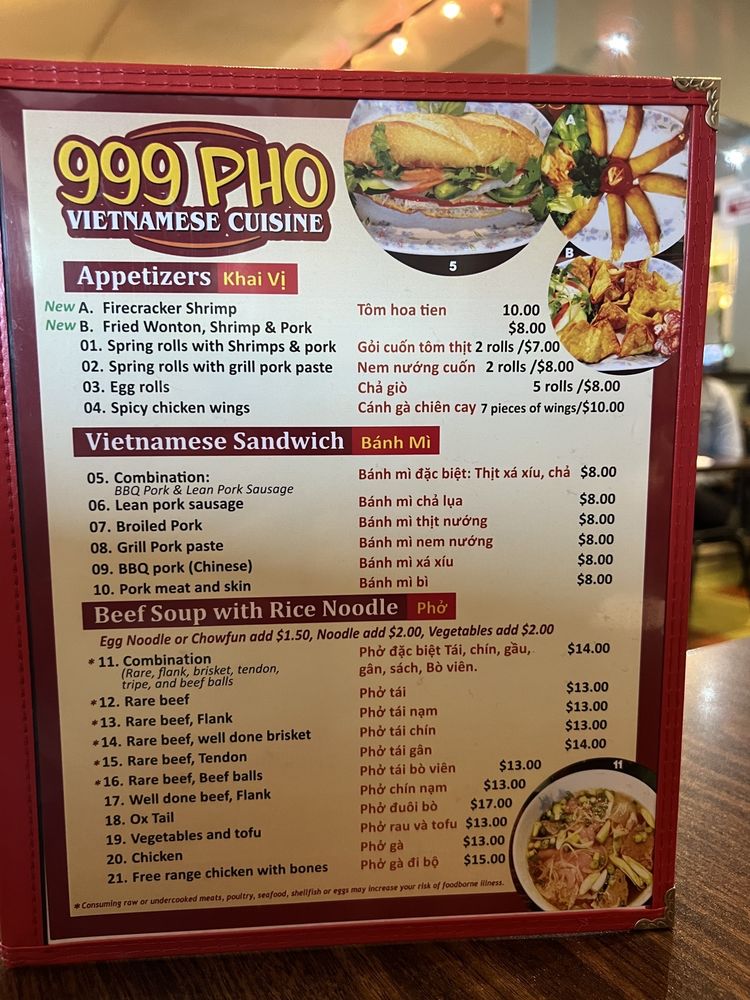 999 PHO
VIETNAMESE CUISINE
A
B
5
Appetizers Khai Vị
New A. Firecracker Shrimp Tôm hoa tien 10.00
New B. Fried Wonton, Shrimp & Pork $8.00
01. Spring rolls with Shrimps & pork Gỏi cuốn tôm thịt 2 rolls /$7.00
02. Spring rolls with grill pork paste Nem nướng cuốn 2 rolls /$8.00
03. Egg rolls Chả giò 5 rolls /$8.00
04. Spicy chicken wings Cánh gà chiên cay 7 pieces of wings/$10.00
Vietnamese Sandwich Bánh Mì
05. Combination: Bánh mì đặc biệt: Thịt xá xíu, chả $8.00
BBQ Pork & Lean Pork Sausage
06. Lean pork sausage Bánh mì chả lụa $8.00
07. Broiled Pork Bánh mì thịt nướng $8.00
08. Grill Pork paste Bánh mì nem nướng $8.00
09. BBQ pork (Chinese) Bánh mì xá xíu $8.00
10. Pork meat and skin Bánh mì bì $8.00
Beef Soup with Rice Noodle Phở
Egg Noodle or Chowfun add $1.50, Noodle add $2.00, Vegetables add $2.00
* 11. Combination Phở đặc biệt Tái, chín, gầu, $14.00
(Rare, flank, brisket, tendon, gân, sách, Bò viên.
tripe, and beef balls
* 12. Rare beef Phở tái $13.00
* 13. Rare beef, Flank Phở tái nạm $13.00
* 14. Rare beef, well done brisket Phở tái chín $13.00
* 15. Rare beef, Tendon Phở tái gân $14.00
* 16. Rare beef, Beef balls Phở tái bò viên $13.00
17. Well done beef, Flank Phở chín nạm $13.00
18. Ox Tail Phở đuôi bò $17.00
19. Vegetables and tofu Phở rau và tofu $13.00
20. Chicken Phở gà $13.00
21. Free range chicken with bones Phở gà đi bộ $15.00
11
* Consuming raw or undercooked meats, poultry, seafood, shellfish or eggs may increase your risk of foodborne illness.